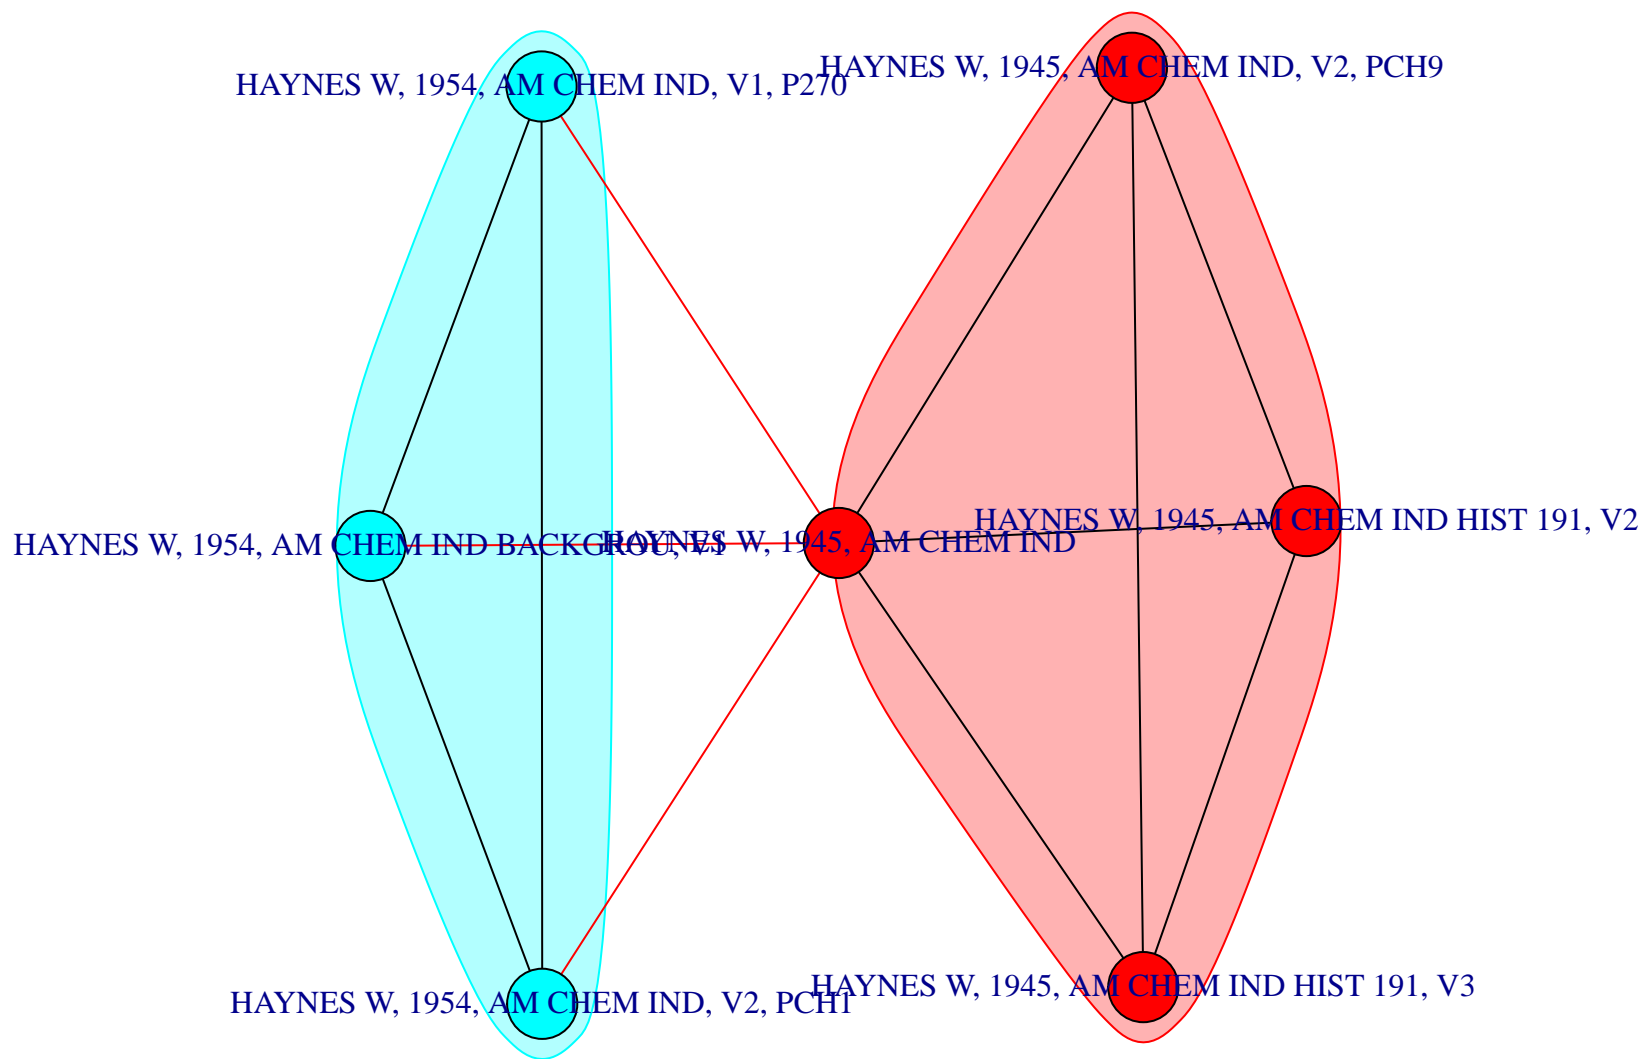 HAYNES W, 1945, AM CHEM IND, V2, PCH9
HAYNES W, 1954, AM CHEM IND, V1, P270
HAYNES W, 1945, AM CHEM IND HIST 191, V2
HAYNES W, 1954, AM CHEM IND BACKGROU, V1
HAYNES W, 1945, AM CHEM IND
HAYNES W, 1945, AM CHEM IND HIST 191, V3
HAYNES W, 1954, AM CHEM IND, V2, PCH1